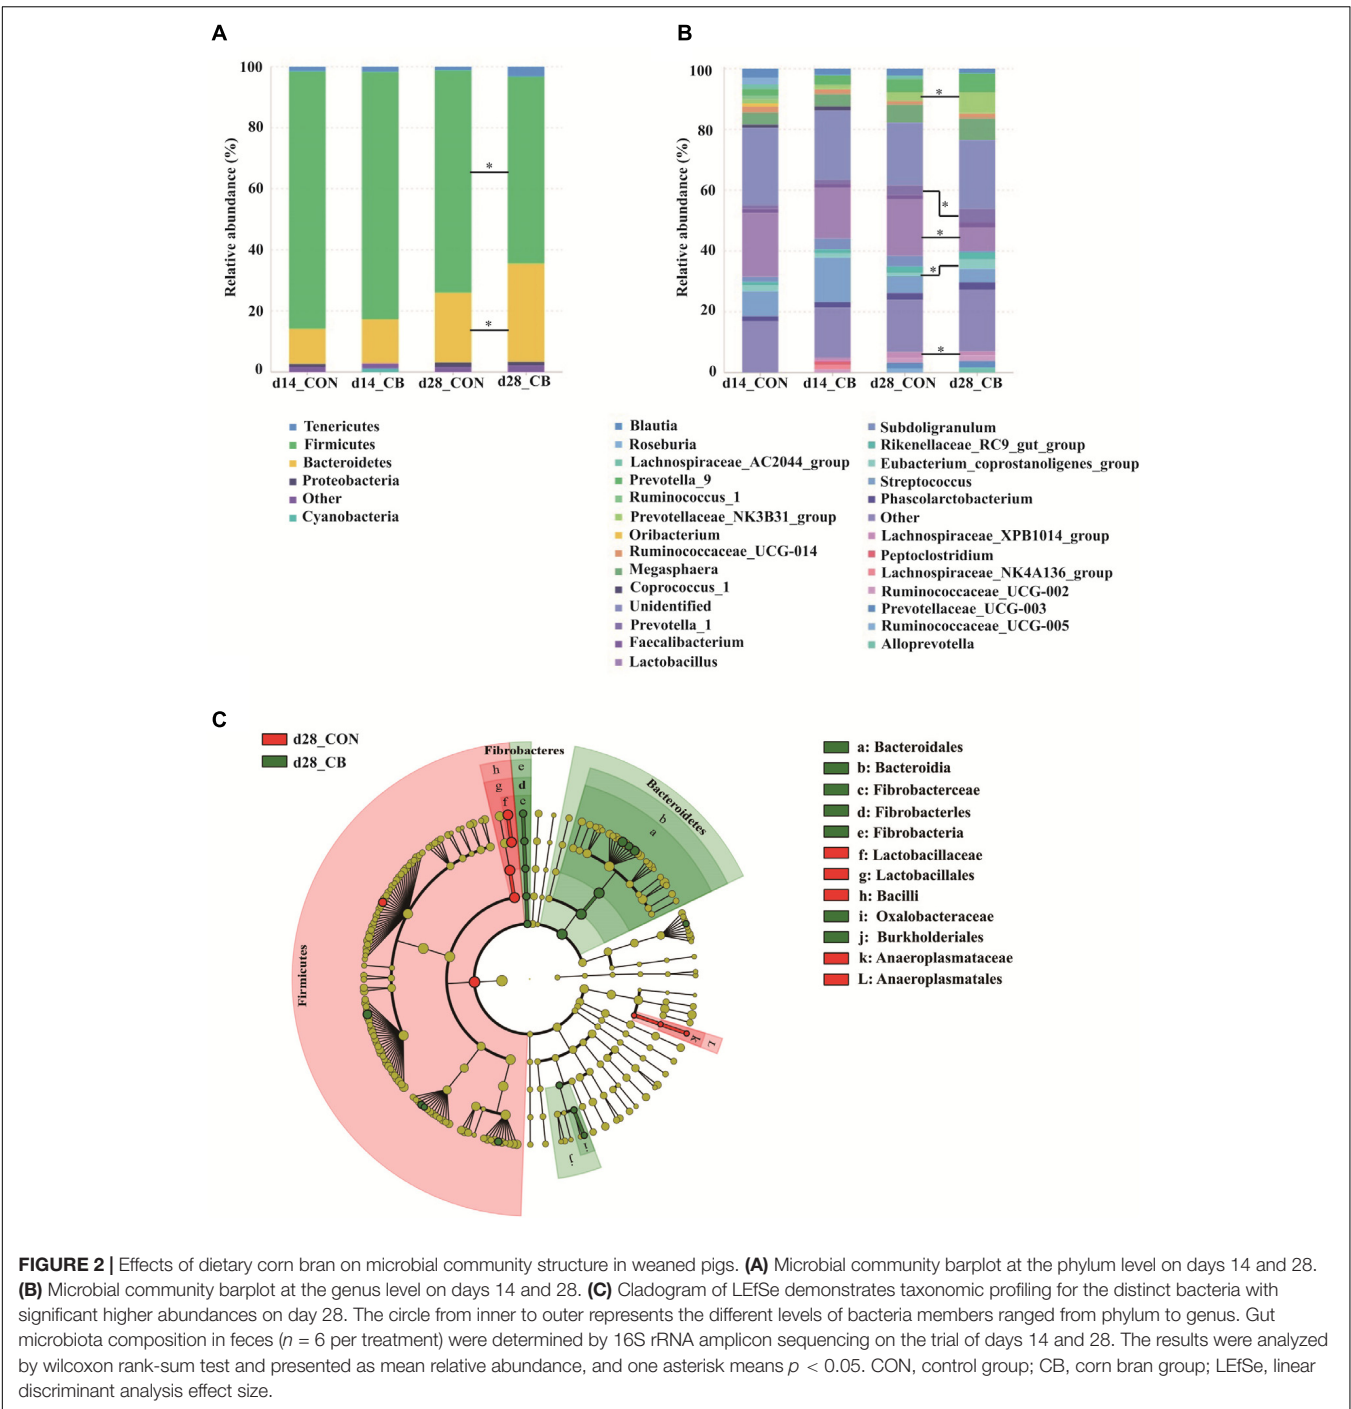 A
Relative abundance (%)
100
80
60
40
20
0
*
*
d14_CON
d14_CB
d28_CON
d28_CB
Tenericutes
Firmicutes
Bacteroidetes
Proteobacteria
Other
Cyanobacteria
B
Relative abundance (%)
100
80
60
40
20
0
*
*
*
*
*
d14_CON
d14_CB
d28_CON
d28_CB
Blautia
Roseburia
Lachnospiraceae_AC2044_group
Prevotella_9
Ruminococcus_1
Prevotellaceae_NK3B31_group
Oribacterium
Ruminococcaceae_UCG-014
Megasphaera
Coprococcus_1
Unidentified
Prevotella_1
Faecalibacterium
Lactobacillus
Subdoligranulum
Rikenellaceae_RC9_gut_group
Eubacterium_coprostanoligenes_group
Streptococcus
Phascolarctobacterium
Other
Lachnospiraceae_XPB1014_group
Peptoclostridium
Lachnospiraceae_NK4A136_group
Ruminococcaceae_UCG-002
Prevotellaceae_UCG-003
Ruminococcaceae_UCG-005
Alloprevotella
C
d28_CON
d28_CB
Fibrobacteres
h
e
g
d
f
c
Bacteroidetes
b
a
Firmicutes
k
L
i
j
a: Bacteroidales
b: Bacteroidia
c: Fibrobacterceae
d: Fibrobacterles
e: Fibrobacteria
f: Lactobacillaceae
g: Lactobacillales
h: Bacilli
i: Oxalobacteraceae
j: Burkholderiales
k: Anaeroplasmataceae
L: Anaeroplasmatales
FIGURE 2 | Effects of dietary corn bran on microbial community structure in weaned pigs. (A) Microbial community barplot at the phylum level on days 14 and 28.
(B) Microbial community barplot at the genus level on days 14 and 28. (C) Cladogram of LEfSe demonstrates taxonomic profiling for the distinct bacteria with
significant higher abundances on day 28. The circle from inner to outer represents the different levels of bacteria members ranged from phylum to genus. Gut
microbiota composition in feces (n = 6 per treatment) were determined by 16S rRNA amplicon sequencing on the trial of days 14 and 28. The results were analyzed
by wilcoxon rank-sum test and presented as mean relative abundance, and one asterisk means p < 0.05. CON, control group; CB, corn bran group; LEfSe, linear
discriminant analysis effect size.